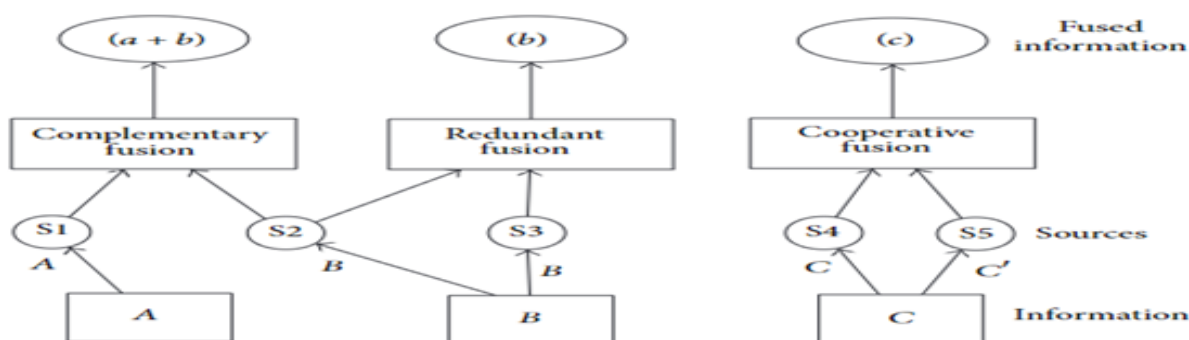 (a + b)
(b)
(c)
Fused
information
Complementary
fusion
Redundant
fusion
Cooperative
fusion
S1
S2
S3
S4
S5
Sources
A
B
B
C
C′
A
B
C
Information